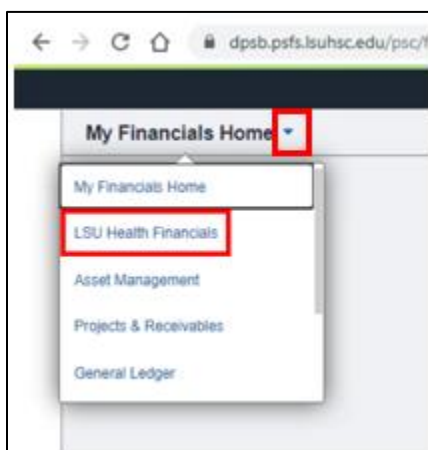 dpsb.psfs.lsuhsc.edu/psc/f
My Financials Home
My Financials Home
LSU Health Financials
Asset Management
Projects & Receivables
General Ledger